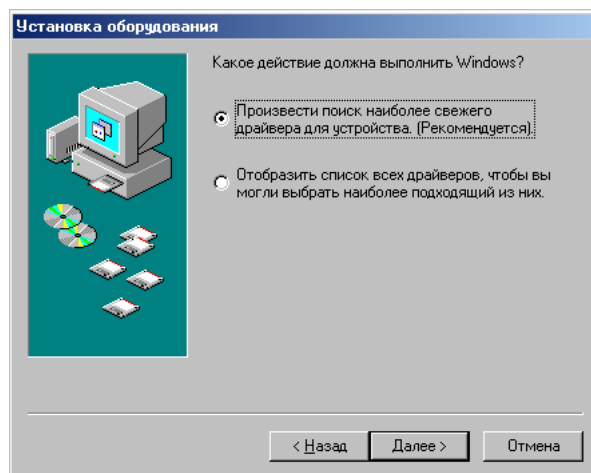 Установка оборудования
Какое действие должна выполнить Windows?
Произвести поиск наиболее свежего
драйвера для устройства. (Рекомендуется).
Отобразить список всех драйверов, чтобы вы
могли выбрать наиболее подходящий из них.
< Назад
Далее >
Отмена